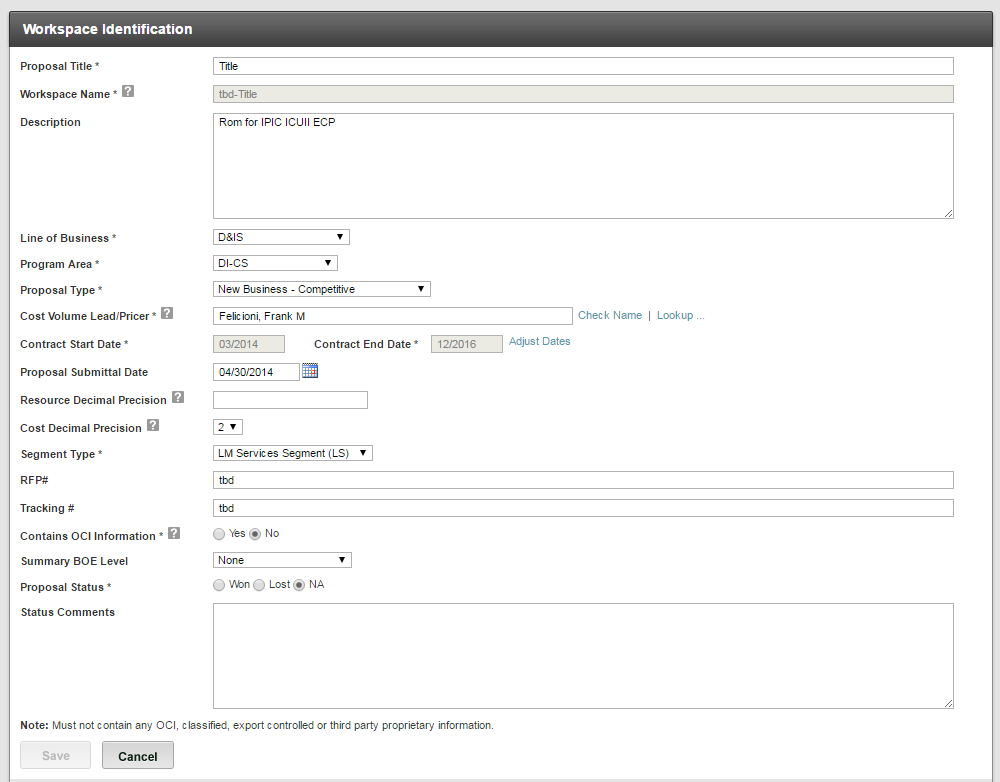 Workspace Identification
Proposal Title * Title
Workspace Name * ? tbd-Title
Description Rom for IPIC ICUII ECP
Line of Business * D&IS
Program Area * DI-CS
Proposal Type * New Business - Competitive
Cost Volume Lead/Pricer * ? Felicioni, Frank M Check Name | Lookup ...
Contract Start Date * 03/2014 Contract End Date * 12/2016 Adjust Dates
Proposal Submittal Date 04/30/2014
Resource Decimal Precision ?
Cost Decimal Precision ? 2
Segment Type * LM Services Segment (LS)
RFP# tbd
Tracking # tbd
Contains OCI Information * ? Yes No
Summary BOE Level None
Proposal Status * Won Lost NA
Status Comments
Note: Must not contain any OCI, classified, export controlled or third party proprietary information.
Save Cancel